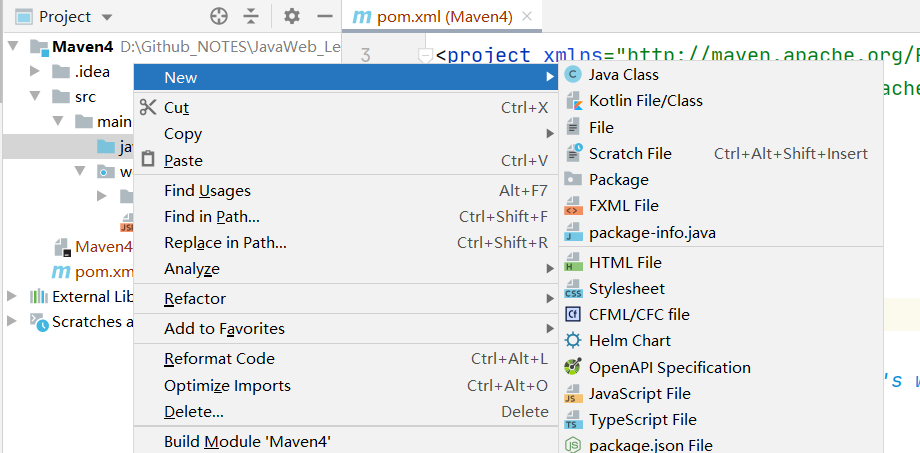 Project
pom.xml (Maven4)
Maven4 D:\Github_NOTES\JavaWeb_Le
3
<project xmlns="http://maven.apache.org/P
.idea
src
main
New
Cut Ctrl+X
Copy
Paste Ctrl+V
Find Usages Alt+F7
Find in Path... Ctrl+Shift+F
Replace in Path... Ctrl+Shift+R
Analyze
Refactor
Add to Favorites
Reformat Code Ctrl+Alt+L
Optimize Imports Ctrl+Alt+O
Delete... Delete
Build Module 'Maven4'
Java Class
Kotlin File/Class
File
Scratch File Ctrl+Alt+Shift+Insert
Package
FXML File
package-info.java
HTML File
Stylesheet
CFML/CFC file
Helm Chart
OpenAPI Specification
JavaScript File
TypeScript File
package.json File
ache
's w
ja
w
Maven4
pom.xm
External Lib
Scratches a